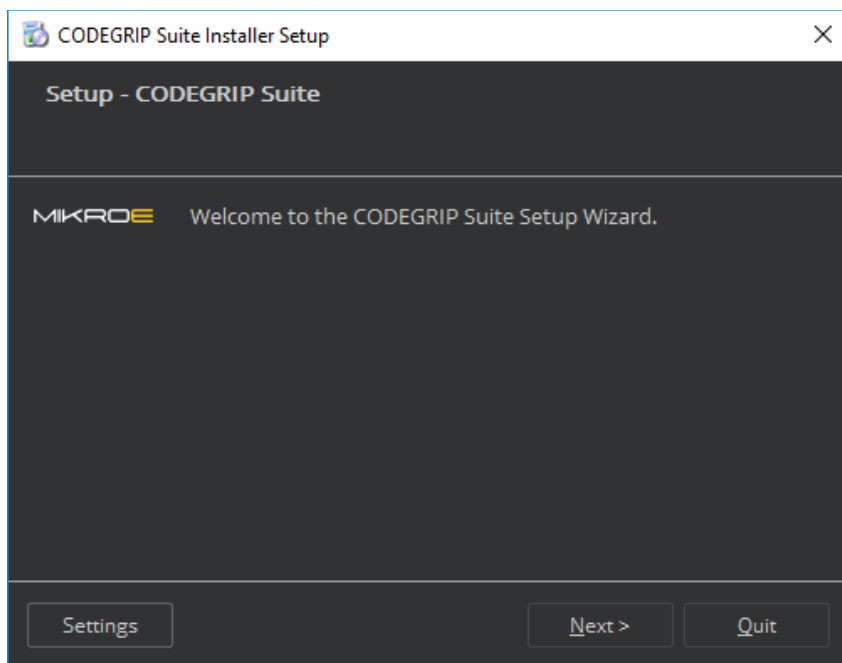 CODEGRIP Suite Installer Setup
Setup - CODEGRIP Suite
MIKROE Welcome to the CODEGRIP Suite Setup Wizard.
Settings Next > Quit